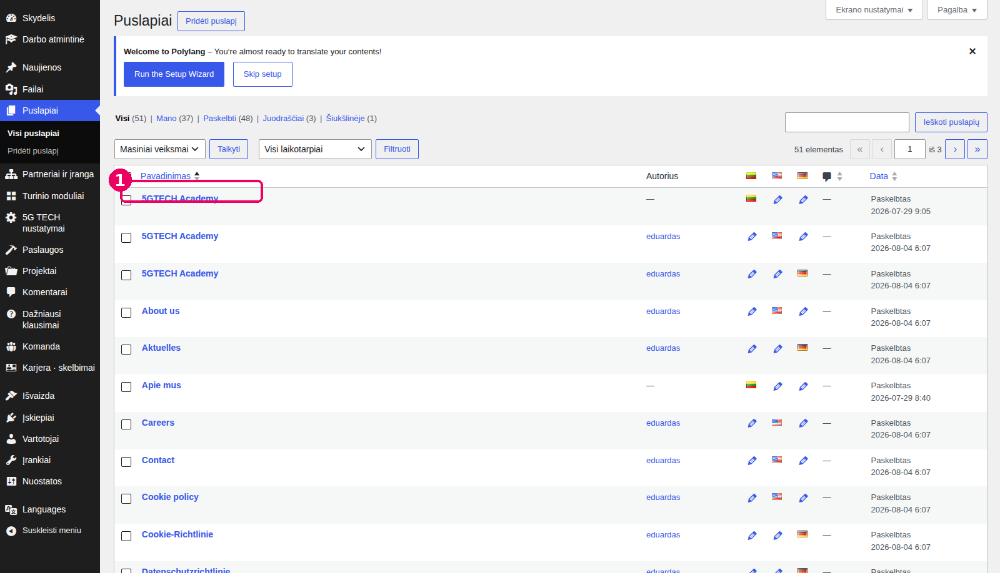 Skydelis
Darbo atmintinė
Naujienos
Failai
Puslapiai
Visi puslapiai
Pridėti puslapį
Partneriai ir įranga
Turinio moduliai
5G TECH
nustatymai
Paslaugos
Projektai
Komentarai
Dažniausi
klausimai
Komanda
Karjera · skelbimai
Išvaizda
Įskiepiai
Vartotojai
Įrankiai
Nuostatos
Languages
Suskleisti meniu
Ekrano nustatymai ▼
Pagalba ▼
Puslapiai
Pridėti puslapį
Welcome to Polylang – You're almost ready to translate your contents!
Run the Setup Wizard
Skip setup
Visi (51) | Mano (37) | Paskelbti (48) | Juodraščiai (3) | Šiukšlinėje (1)
Ieškoti puslapių
Masiniai veiksmai
Taikyti
Visi laikotarpiai
Filtruoti
51 elementas « ‹ 1 iš 3 › »
1
Pavadinimas Autorius Data
5GTECH Academy — — Paskelbtas
2026-07-29 9:05
5GTECH Academy eduardas — Paskelbtas
2026-08-04 6:07
5GTECH Academy eduardas — Paskelbtas
2026-08-04 6:07
About us eduardas — Paskelbtas
2026-08-04 6:07
Aktuelles eduardas — Paskelbtas
2026-08-04 6:07
Apie mus — — Paskelbtas
2026-07-29 8:40
Careers eduardas — Paskelbtas
2026-08-04 6:07
Contact eduardas — Paskelbtas
2026-08-04 6:07
Cookie policy eduardas — Paskelbtas
2026-08-04 6:07
Cookie-Richtlinie eduardas — Paskelbtas
2026-08-04 6:07
Datenschutzrichtlinie eduardas — Paskelbtas